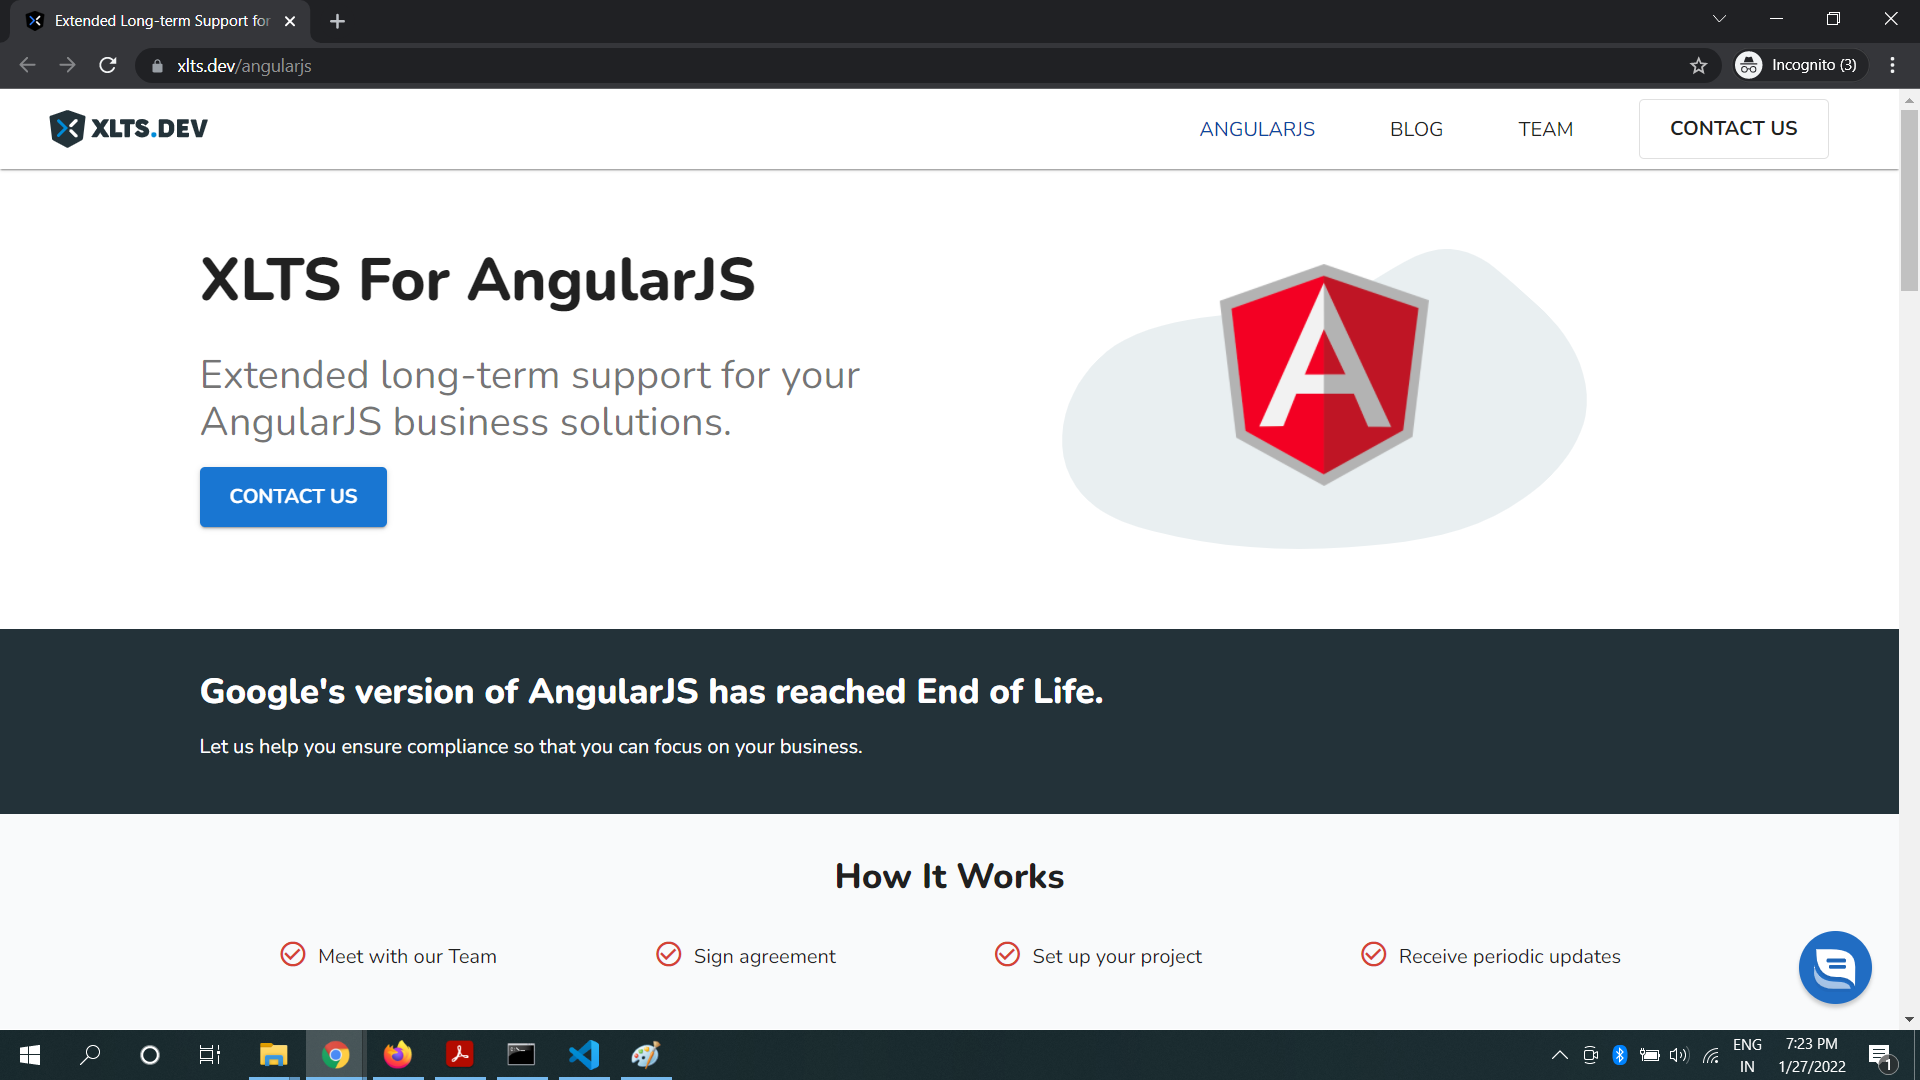 Extended Long-term Support for
xlts.dev/angularjs
Incognito (3)
XLTS.DEV
ANGULARJS
BLOG
TEAM
CONTACT US
XLTS For AngularJS
Extended long-term support for your
AngularJS business solutions.
CONTACT US
A
Google's version of AngularJS has reached End of Life.
Let us help you ensure compliance so that you can focus on your business.
How It Works
Meet with our Team
Sign agreement
Set up your project
Receive periodic updates
ENG
IN
7:23 PM
1/27/2022
1